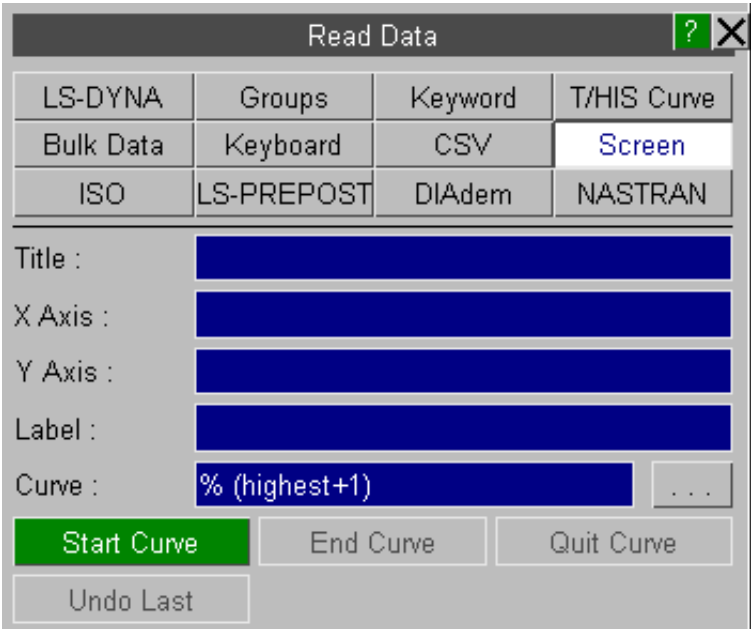 Read Data ?
LS-DYNA Groups Keyword T/HIS Curve
Bulk Data Keyboard CSV Screen
ISO LS-PREPOST DIAdem NASTRAN
Title :
X Axis :
Y Axis :
Label :
Curve : % (highest+1) . . .
Start Curve End Curve Quit Curve
Undo Last